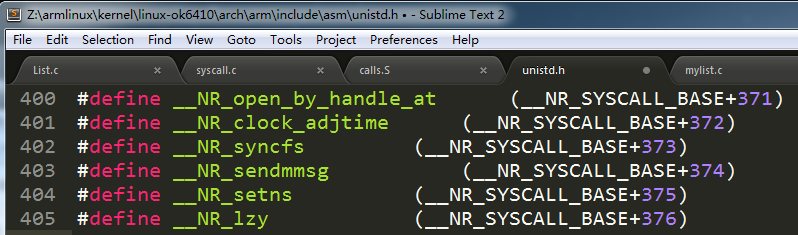 Z:\armlinux\kernel\linux-ok6410\arch\arm\include\asm\unistd.h • - Sublime Text 2
File Edit Selection Find View Goto Tools Project Preferences Help
List.c × syscall.c × calls.S × unistd.h mylist.c
400 #define __NR_open_by_handle_at (__NR_SYSCALL_BASE+371)
401 #define __NR_clock_adjtime (__NR_SYSCALL_BASE+372)
402 #define __NR_syncfs (__NR_SYSCALL_BASE+373)
403 #define __NR_sendmmsg (__NR_SYSCALL_BASE+374)
404 #define __NR_setns (__NR_SYSCALL_BASE+375)
405 #define __NR_lzy (__NR_SYSCALL_BASE+376)